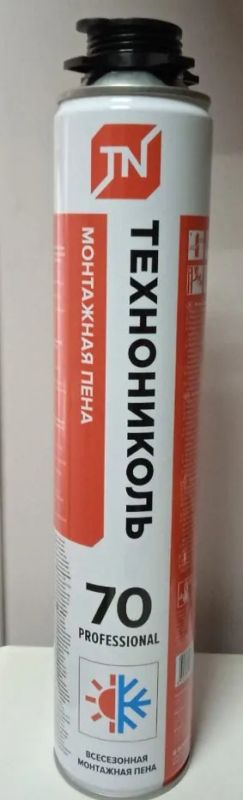 TN
ТЕХНОНИКОЛЬ
МОНТАЖНАЯ ПЕНА
70
PROFESSIONAL
ВСЕСЕЗОННАЯ
МОНТАЖНАЯ ПЕНА